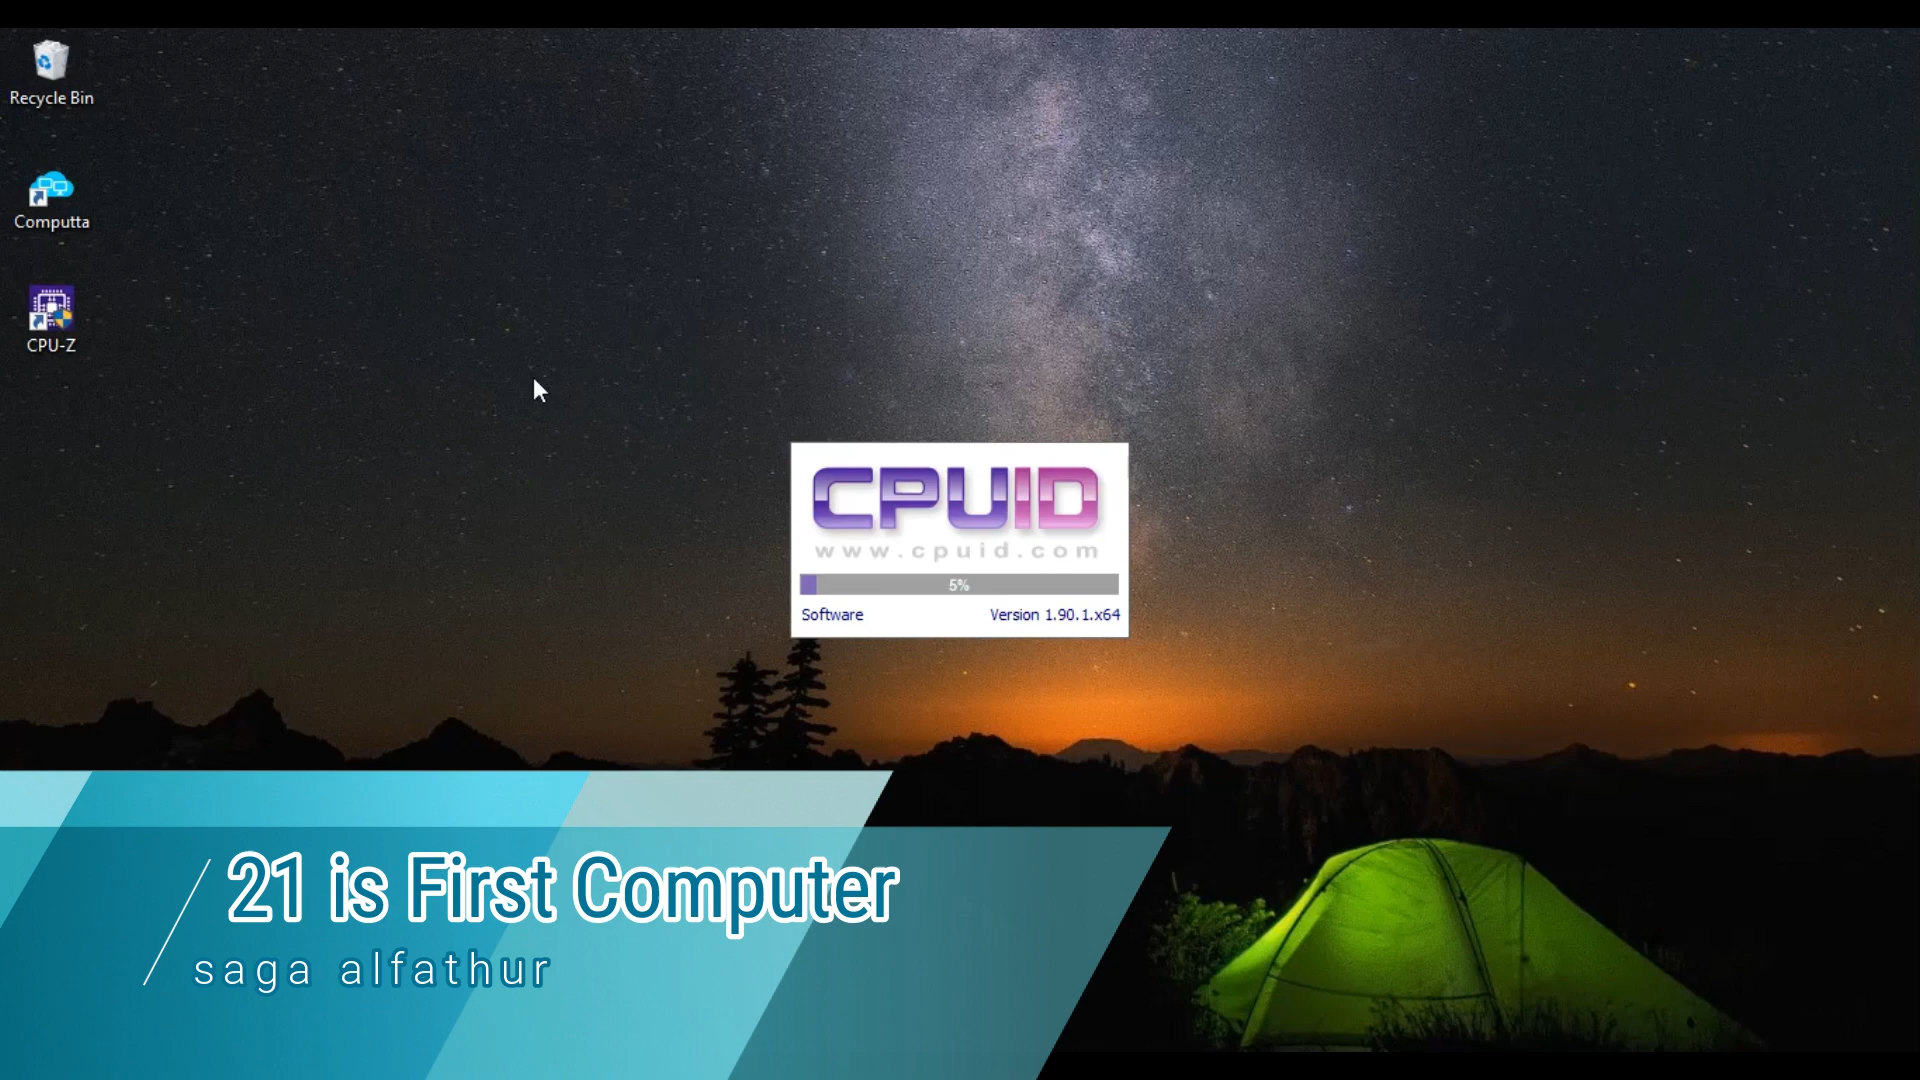 Recycle Bin
Computta
CPU-Z
CPUID
www.cpuid.com
5%
Software Version 1.90.1.x64
21 is First Computer
saga alfathur